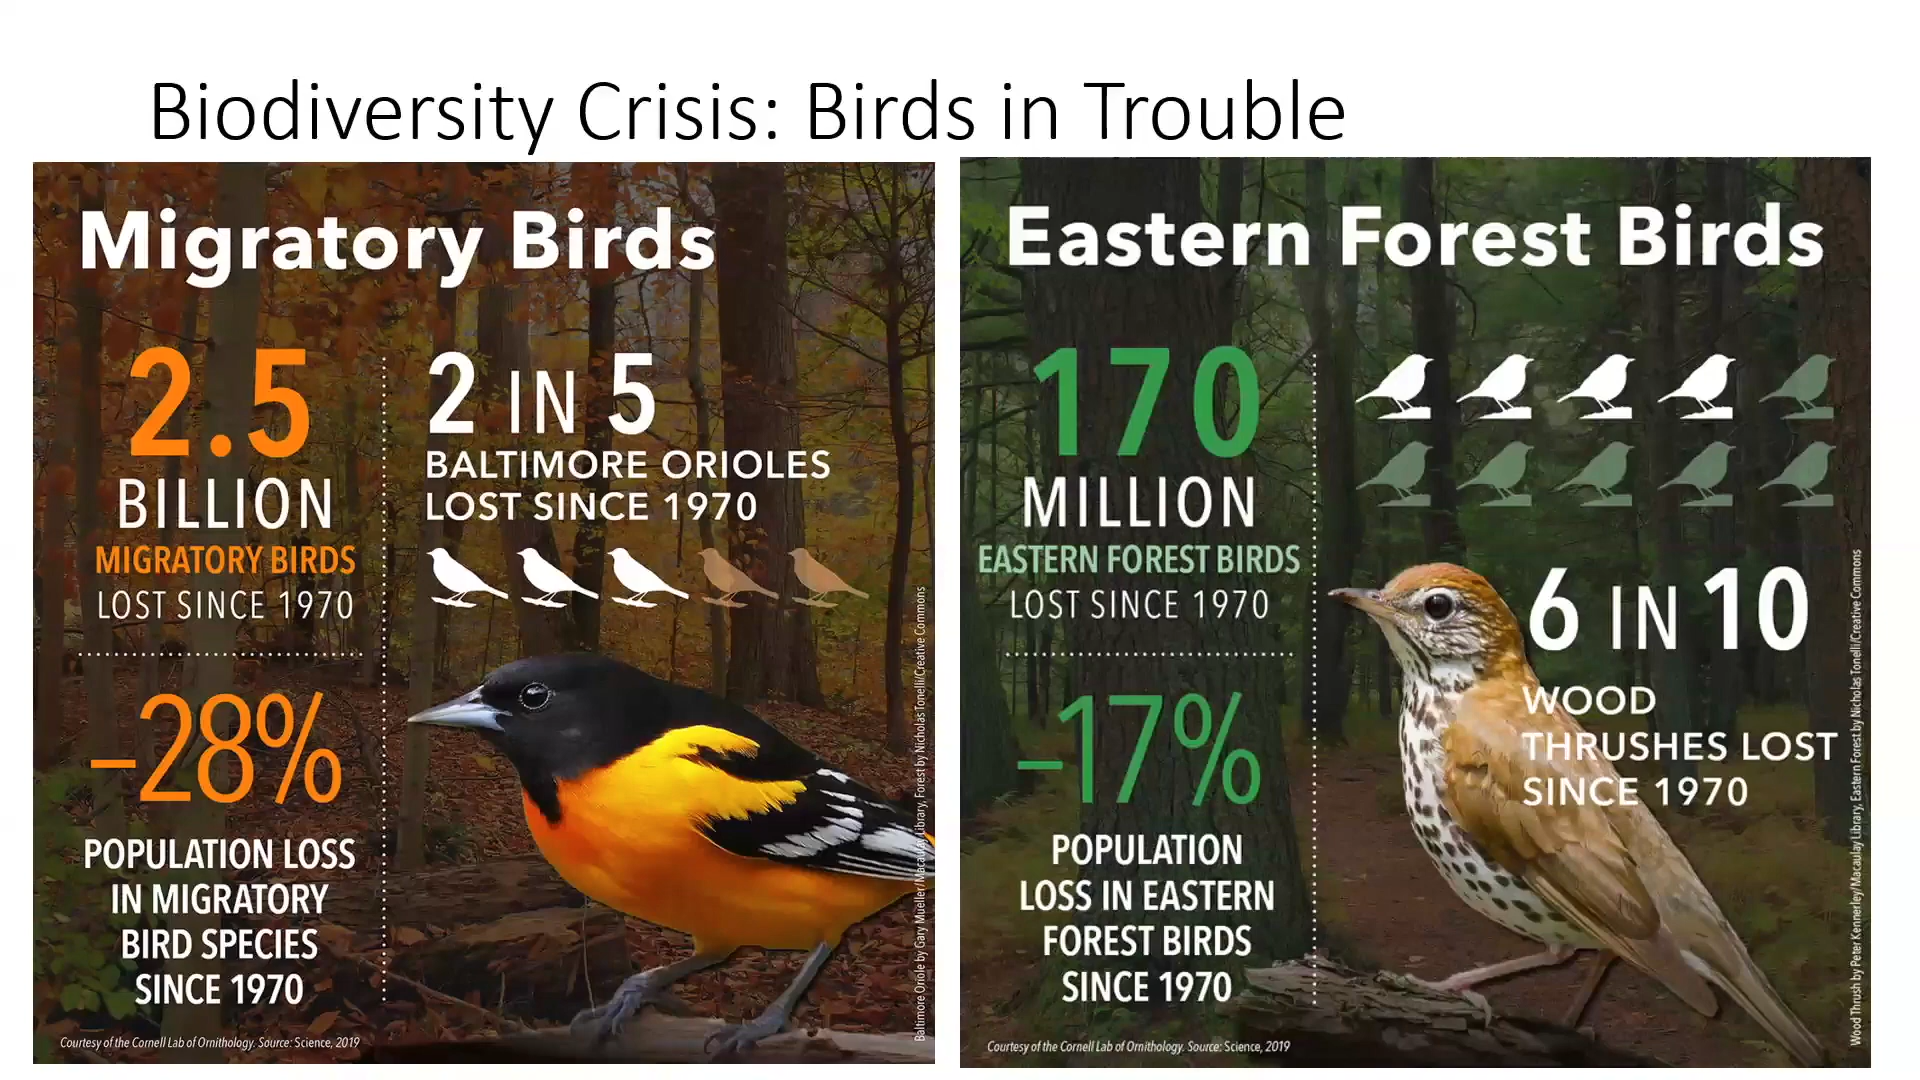 Biodiversity Crisis: Birds in Trouble
Migratory Birds
2.5
BILLION
MIGRATORY BIRDS
LOST SINCE 1970
–28%
POPULATION LOSS
IN MIGRATORY
BIRD SPECIES
SINCE 1970
2 IN 5
BALTIMORE ORIOLES
LOST SINCE 1970
Courtesy of the Cornell Lab of Ornithology. Source: Science, 2019
Baltimore Oriole by Gary Mueller/Macaulay Library, Forest by Nicholas Tonelli/Creative Commons
Eastern Forest Birds
170
MILLION
EASTERN FOREST BIRDS
LOST SINCE 1970
–17%
POPULATION
LOSS IN EASTERN
FOREST BIRDS
SINCE 1970
6 IN 10
WOOD
THRUSHES LOST
SINCE 1970
Courtesy of the Cornell Lab of Ornithology. Source: Science, 2019
Wood Thrush by Peter Kennerley/Macaulay Library, Eastern Forest by Nicholas Tonelli/Creative Commons